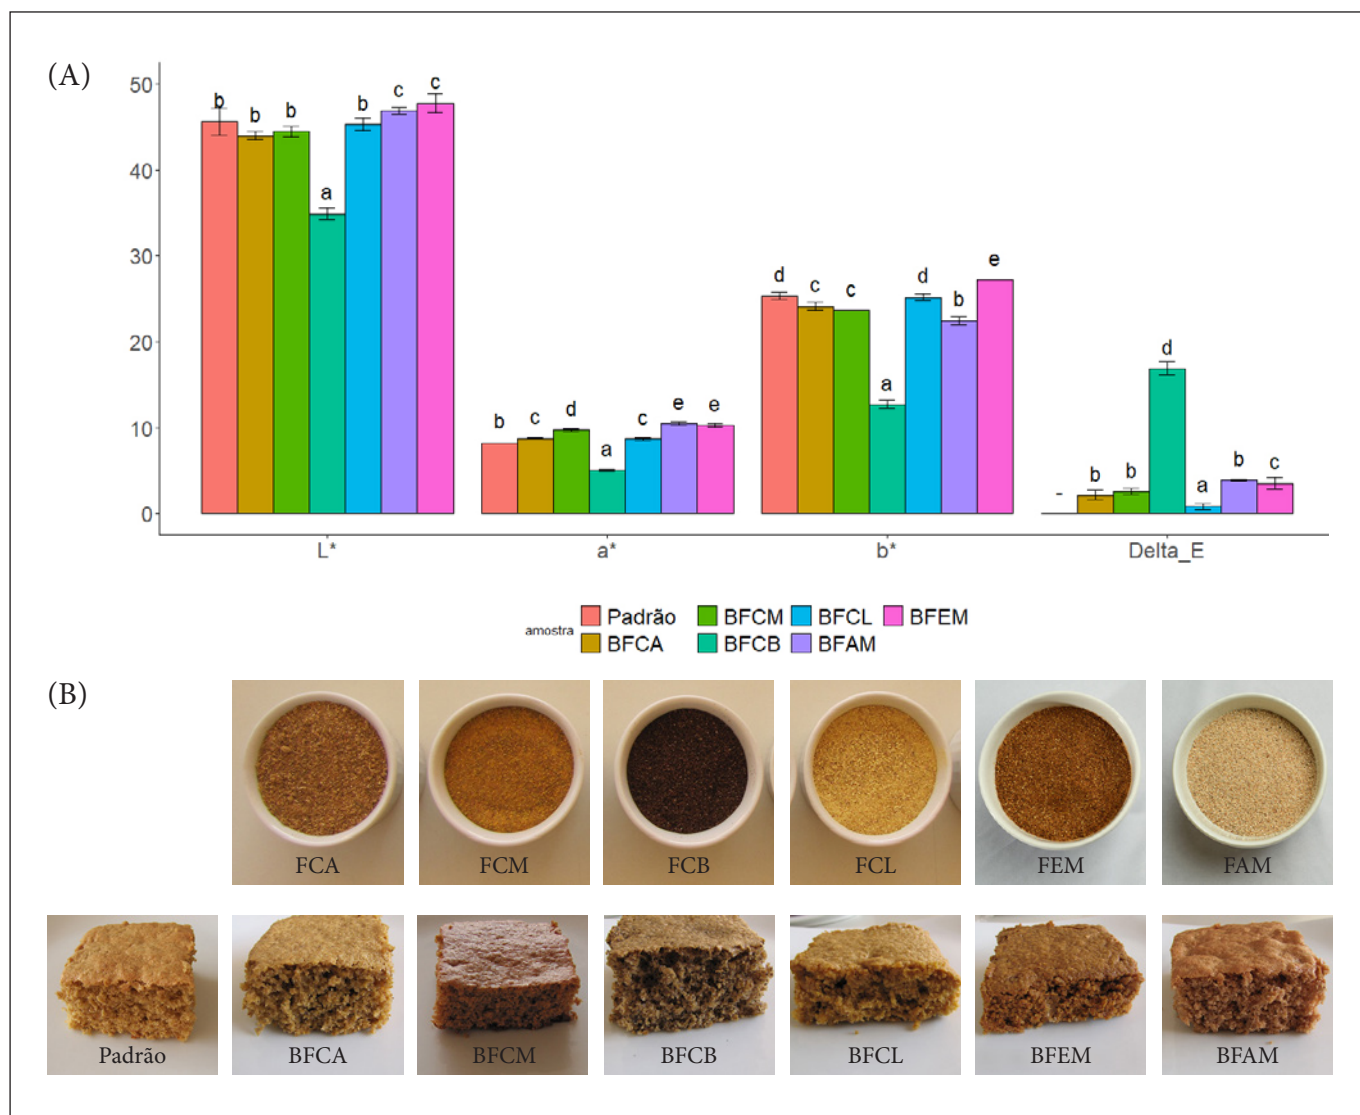 (A)
50
40
30
20
10
0
b b b a b c c
b c d a c e e
d c c a d b e
- b b d a b c
L* a* b* Delta_E
amostra
Padrão BFCM BFCL BFEM
BFCA BFCB BFAM
(B)
FCA FCM FCB FCL FEM FAM
Padrão BFCA BFCM BFCB BFCL BFEM BFAM